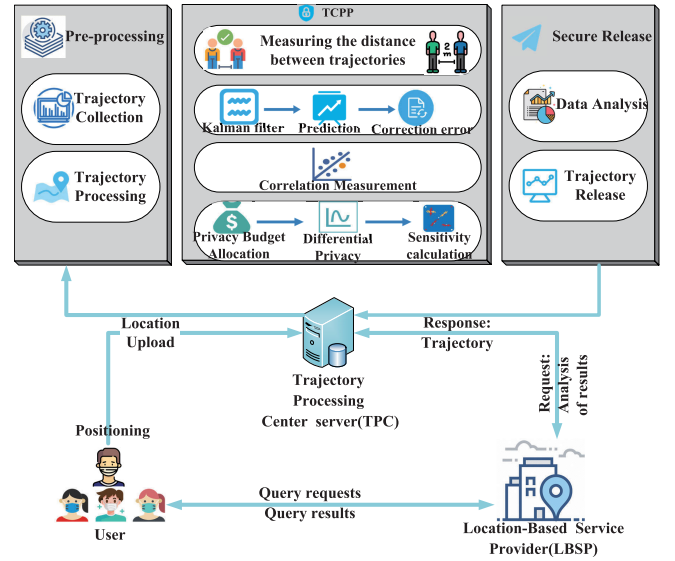 Pre-processing
Trajectory
Collection
Trajectory
Processing
TCPP
Measuring the distance
between trajectories
2
m
Kalman filter
Prediction
Correction error
Correlation Measurement
$
Privacy Budget
Allocation
Differential
Privacy
Sensitivity
calculation
Secure Release
Data Analysis
Trajectory
Release
Location
Upload
Response:
Trajectory
Trajectory
Processing
Center server(TPC)
Request:
Analysis
of results
Positioning
User
Query requests
Query results
Location-Based Service
Provider(LBSP)